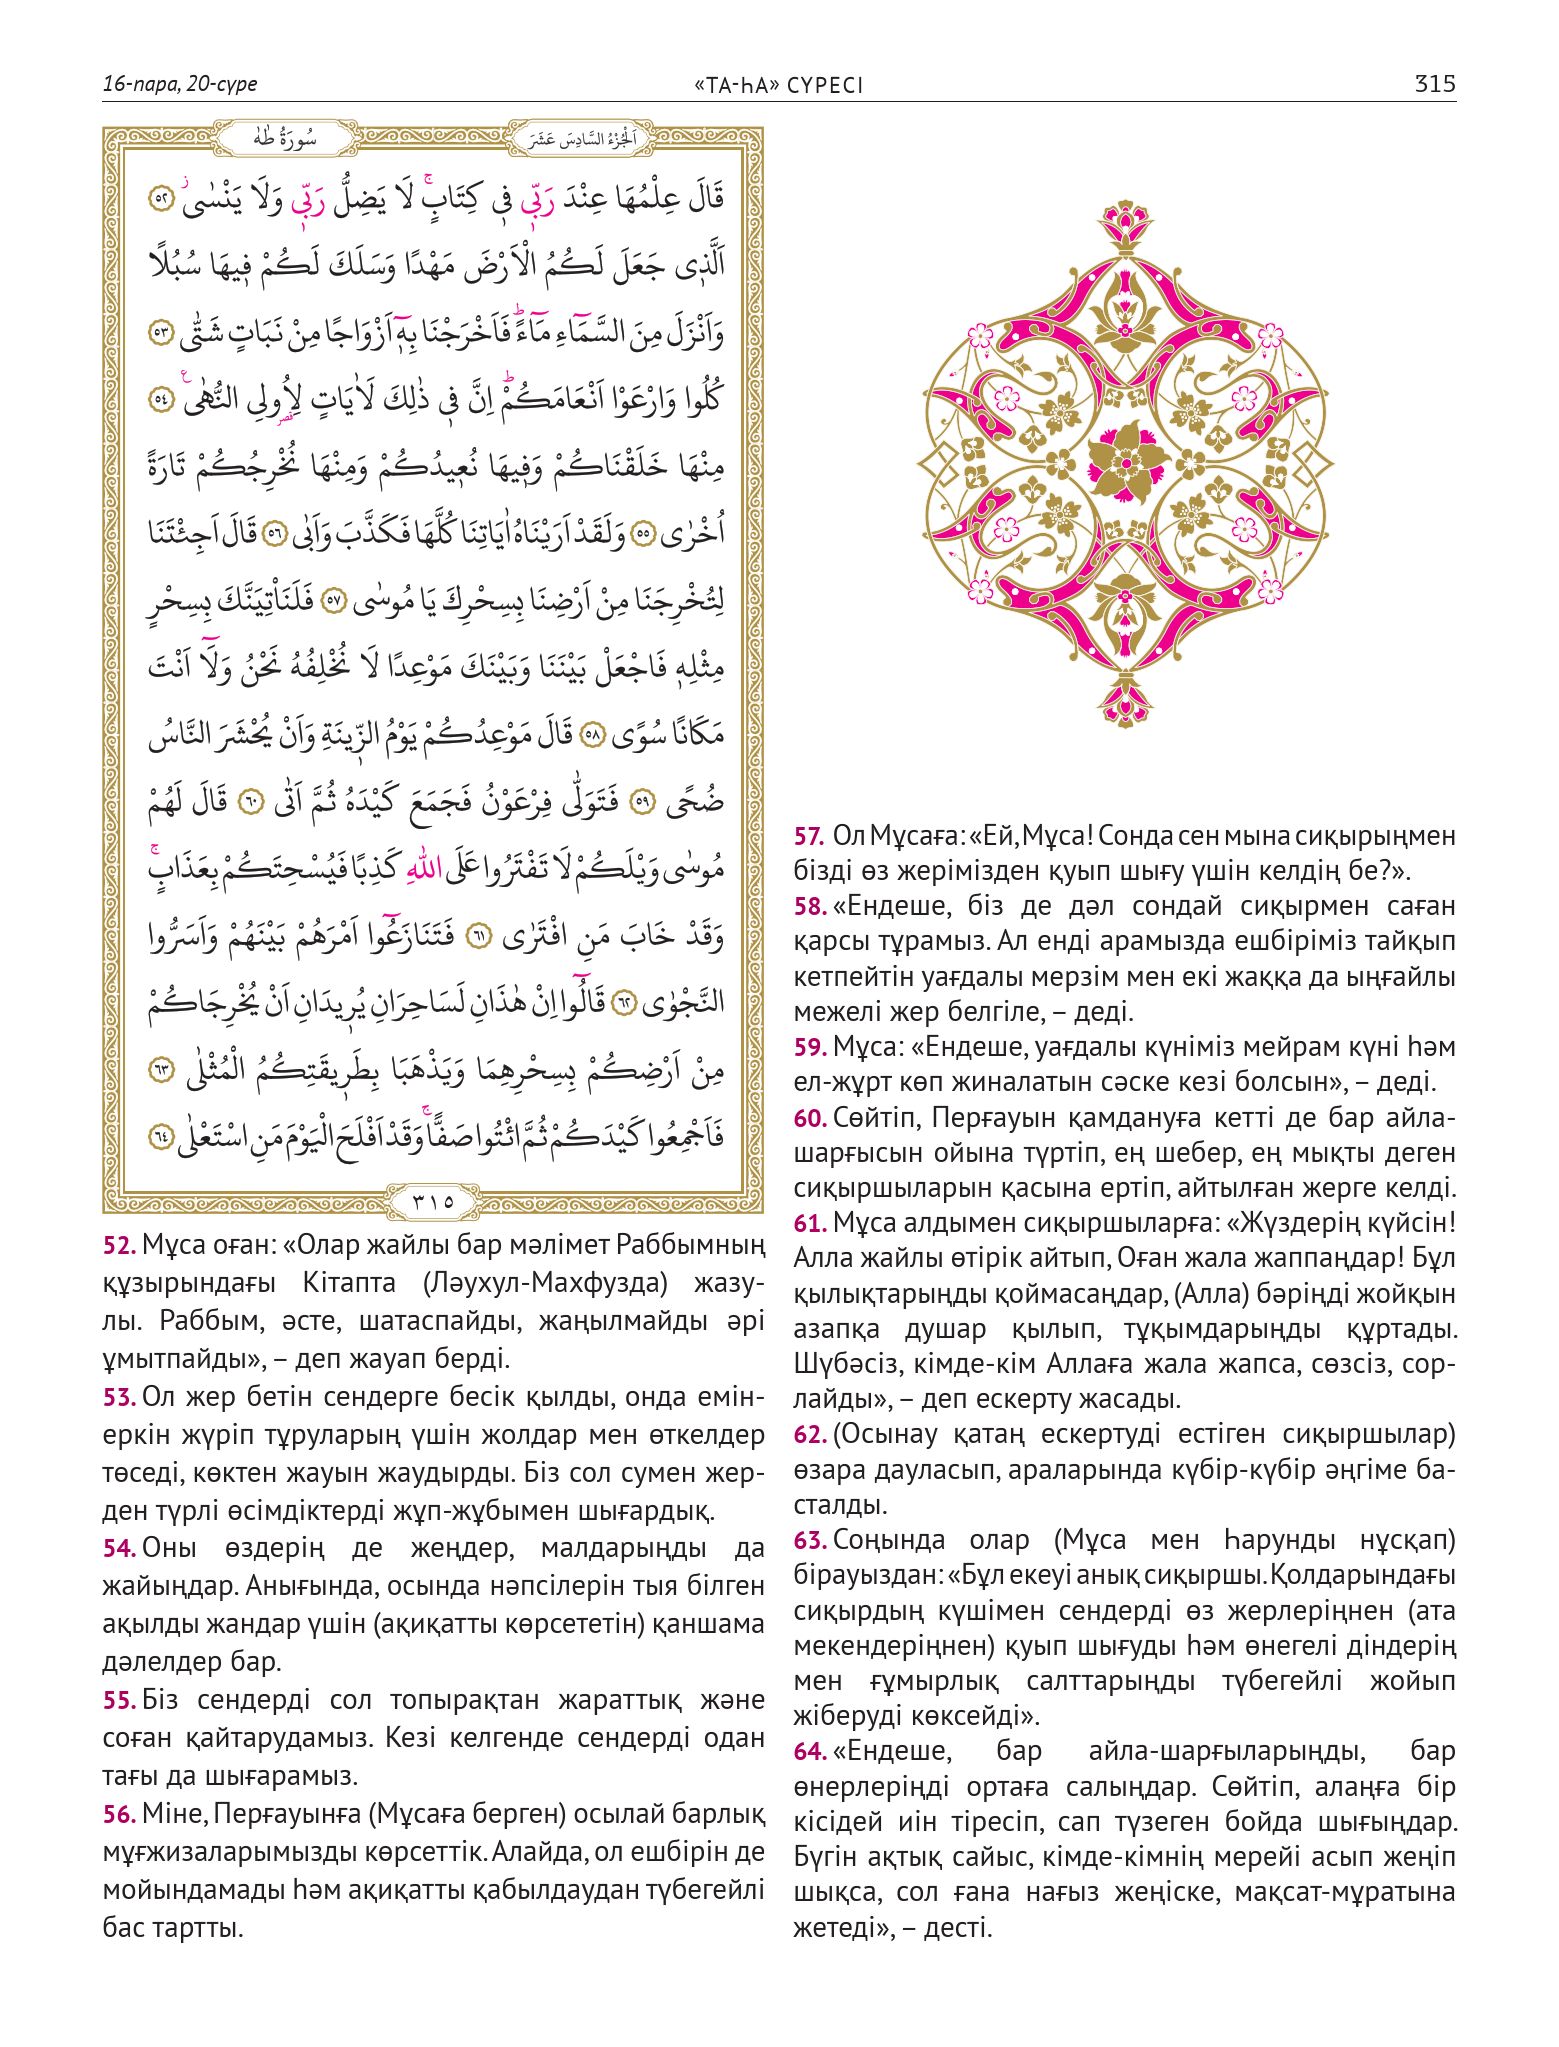 16-пара, 20-сүре
«ТА-ҺА» СҮРЕСІ
315
سُورَةُ طٰهٰ
اَلْجُزْءُ السَّادِسَ عَشَرَ
قَالَ عِلْمُهَا عِنْدَ رَبّ۪ي ف۪ي كِتَابٍۚ لَا يَضِلُّ رَبّ۪ي وَلَا يَنْسٰىۘ ﴿٥٢﴾
اَلَّذ۪ي جَعَلَ لَكُمُ الْاَرْضَ مَهْدًا وَسَلَكَ لَكُمْ ف۪يهَا سُبُلًا
وَاَنْزَلَ مِنَ السَّمَٓاءِ مَٓاءًۜ فَاَخْرَجْنَا بِه۪ٓ اَزْوَاجًا مِنْ نَبَاتٍ شَتّٰى ﴿٥٣﴾
كُلُوا وَارْعَوْا اَنْعَامَكُمْۜ اِنَّ ف۪ي ذٰلِكَ لَاٰيَاتٍ لِاُولِي النُّهٰى۟ ﴿٥٤﴾
مِنْهَا خَلَقْنَاكُمْ وَف۪يهَا نُع۪يدُكُمْ وَمِنْهَا نُخْرِجُكُمْ تَارَةً
اُخْرٰى ﴿٥٥﴾ وَلَقَدْ اَرَيْنَاهُ اٰيَاتِنَا كُلَّهَا فَكَذَّبَ وَاَبٰى ﴿٥٦﴾ قَالَ اَجِئْتَنَا
لِتُخْرِجَنَا مِنْ اَرْضِنَا بِسِحْرِكَ يَا مُوسٰى ﴿٥٧﴾ فَلَنَأْتِيَنَّكَ بِسِحْرٍ
مِثْلِه۪ فَاجْعَلْ بَيْنَنَا وَبَيْنَكَ مَوْعِدًا لَا نُخْلِفُهُ نَحْنُ وَلَٓا اَنْتَ
مَكَانًا سُوًى ﴿٥٨﴾ قَالَ مَوْعِدُكُمْ يَوْمُ الزّ۪ينَةِ وَاَنْ يُحْشَرَ النَّاسُ
ضُحًى ﴿٥٩﴾ فَتَوَلّٰى فِرْعَوْنُ فَجَمَعَ كَيْدَهُ ثُمَّ اَتٰى ﴿٦٠﴾ قَالَ لَهُمْ
مُوسٰى وَيْلَكُمْ لَا تَفْتَرُوا عَلَى اللّٰهِ كَذِبًا فَيُسْحِتَكُمْ بِعَذَابٍۚ
وَقَدْ خَابَ مَنِ افْتَرٰى ﴿٦١﴾ فَتَنَازَعُٓوا اَمْرَهُمْ بَيْنَهُمْ وَاَسَرُّوا
النَّجْوٰى ﴿٦٢﴾ قَالُٓوا اِنْ هٰذَانِ لَسَاحِرَانِ يُر۪يدَانِ اَنْ يُخْرِجَاكُمْ
مِنْ اَرْضِكُمْ بِسِحْرِهِمَا وَيَذْهَبَا بِطَر۪يقَتِكُمُ الْمُثْلٰى ﴿٦٣﴾
فَاَجْمِعُوا كَيْدَكُمْ ثُمَّ ائْتُوا صَفًّاۚ وَقَدْ اَفْلَحَ الْيَوْمَ مَنِ اسْتَعْلٰى ﴿٦٤﴾
٣١٥
52. Мұса оған: «Олар жайлы бар мәлімет Раббымның
құзырындағы Кітапта (Ләухул-Махфузда) жазу-
лы. Раббым, әсте, шатаспайды, жаңылмайды әрі
ұмытпайды», – деп жауап берді.
53. Ол жер бетін сендерге бесік қылды, онда емін-
еркін жүріп тұруларың үшін жолдар мен өткелдер
төседі, көктен жауын жаудырды. Біз сол сумен жер-
ден түрлі өсімдіктерді жұп-жұбымен шығардық.
54. Оны өздерің де жеңдер, малдарыңды да
жайыңдар. Анығында, осында нәпсілерін тыя білген
ақылды жандар үшін (ақиқатты көрсететін) қаншама
дәлелдер бар.
55. Біз сендерді сол топырақтан жараттық және
соған қайтарудамыз. Кезі келгенде сендерді одан
тағы да шығарамыз.
56. Міне, Перғауынға (Мұсаға берген) осылай барлық
мұғжизаларымызды көрсеттік. Алайда, ол ешбірін де
мойындамады һәм ақиқатты қабылдаудан түбегейлі
бас тартты.
57. Ол Мұсаға: «Ей, Мұса! Сонда сен мына сиқырыңмен
бізді өз жерімізден қуып шығу үшін келдің бе?».
58. «Ендеше, біз де дәл сондай сиқырмен саған
қарсы тұрамыз. Ал енді арамызда ешбіріміз тайқып
кетпейтін уағдалы мерзім мен екі жаққа да ыңғайлы
межелі жер белгіле, – деді.
59. Мұса: «Ендеше, уағдалы күніміз мейрам күні һәм
ел-жұрт көп жиналатын сәске кезі болсын», – деді.
60. Сөйтіп, Перғауын қамдануға кетті де бар айла-
шарғысын ойына түртіп, ең шебер, ең мықты деген
сиқыршыларын қасына ертіп, айтылған жерге келді.
61. Мұса алдымен сиқыршыларға: «Жүздерің күйсін!
Алла жайлы өтірік айтып, Оған жала жаппаңдар! Бұл
қылықтарыңды қоймасаңдар, (Алла) бәріңді жойқын
азапқа душар қылып, тұқымдарыңды құртады.
Шүбәсіз, кімде-кім Аллаға жала жапса, сөзсіз, сор-
лайды», – деп ескерту жасады.
62. (Осынау қатаң ескертуді естіген сиқыршылар)
өзара дауласып, араларында күбір-күбір әңгіме ба-
сталды.
63. Соңында олар (Мұса мен Һарунды нұсқап)
бірауыздан: «Бұл екеуі анық сиқыршы. Қолдарындағы
сиқырдың күшімен сендерді өз жерлеріңнен (ата
мекендеріңнен) қуып шығуды һәм өнегелі діндерің
мен ғұмырлық салттарыңды түбегейлі жойып
жіберуді көксейді».
64. «Ендеше, бар айла-шарғыларыңды, бар
өнерлеріңді ортаға салыңдар. Сөйтіп, алаңға бір
кісідей иін тіресіп, сап түзеген бойда шығыңдар.
Бүгін ақтық сайыс, кімде-кімнің мерейі асып жеңіп
шықса, сол ғана нағыз жеңіске, мақсат-мұратына
жетеді», – десті.